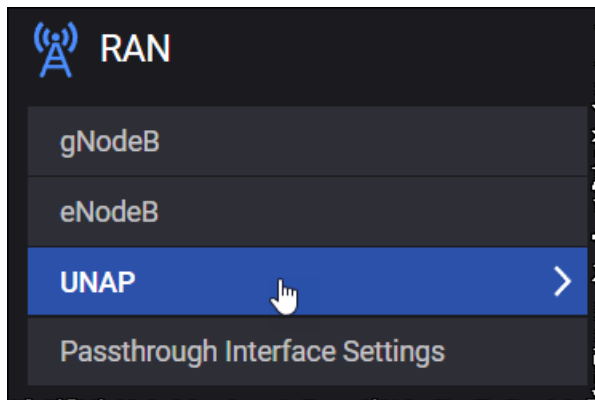 RAN
gNodeB
eNodeB
UNAP
Passthrough Interface Settings